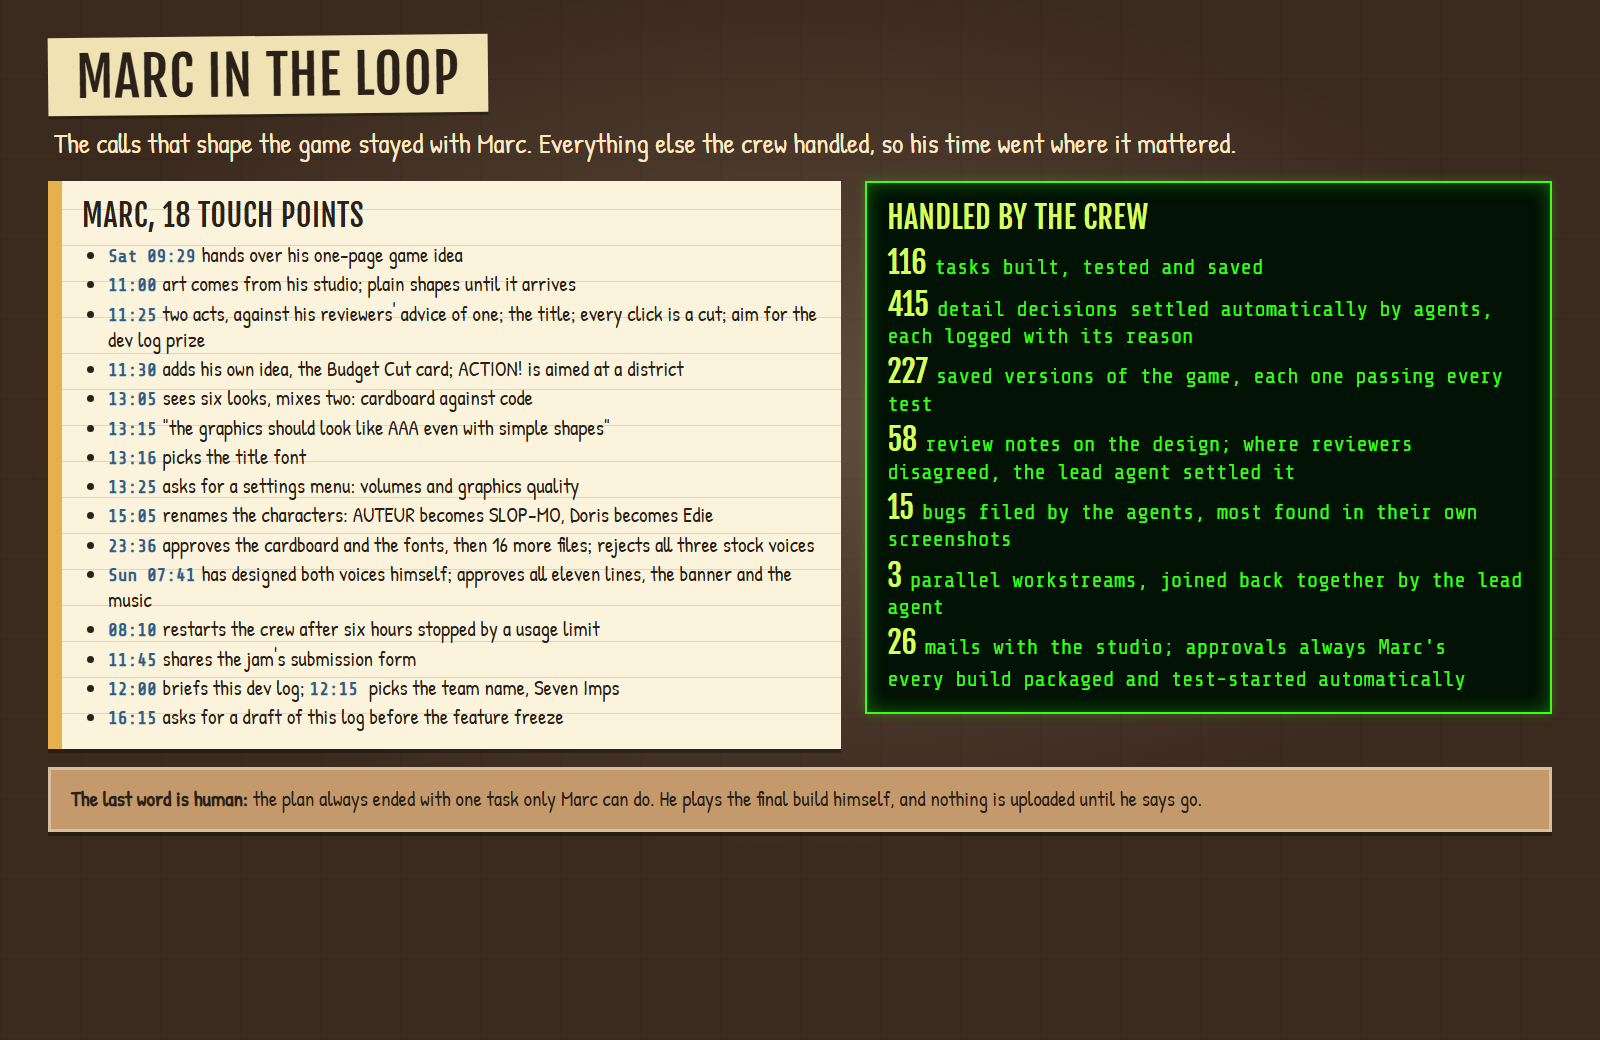 MARC IN THE LOOP
The calls that shape the game stayed with Marc. Everything else the crew handled, so his time went where it mattered.
MARC, 18 TOUCH POINTS
Sat 09:29 hands over his one-page game idea
11:00 art comes from his studio; plain shapes until it arrives
11:25 two acts, against his reviewers' advice of one; the title; every click is a cut; aim for the
dev log prize
11:30 adds his own idea, the Budget Cut card; ACTION! is aimed at a district
13:05 sees six looks, mixes two: cardboard against code
13:15 "the graphics should look like AAA even with simple shapes"
13:16 picks the title font
13:25 asks for a settings menu: volumes and graphics quality
15:05 renames the characters: AUTEUR becomes SLOP-MO, Doris becomes Edie
23:36 approves the cardboard and the fonts, then 16 more files; rejects all three stock voices
Sun 07:41 has designed both voices himself; approves all eleven lines, the banner and the
music
08:10 restarts the crew after six hours stopped by a usage limit
11:45 shares the jam's submission form
12:00 briefs this dev log; 12:15 picks the team name, Seven Imps
16:15 asks for a draft of this log before the feature freeze
HANDLED BY THE CREW
116 tasks built, tested and saved
415 detail decisions settled automatically by agents,
each logged with its reason
227 saved versions of the game, each one passing every
test
58 review notes on the design; where reviewers
disagreed, the lead agent settled it
15 bugs filed by the agents, most found in their own
screenshots
3 parallel workstreams, joined back together by the lead
agent
26 mails with the studio; approvals always Marc's
every build packaged and test-started automatically
The last word is human: the plan always ended with one task only Marc can do. He plays the final build himself, and nothing is uploaded until he says go.